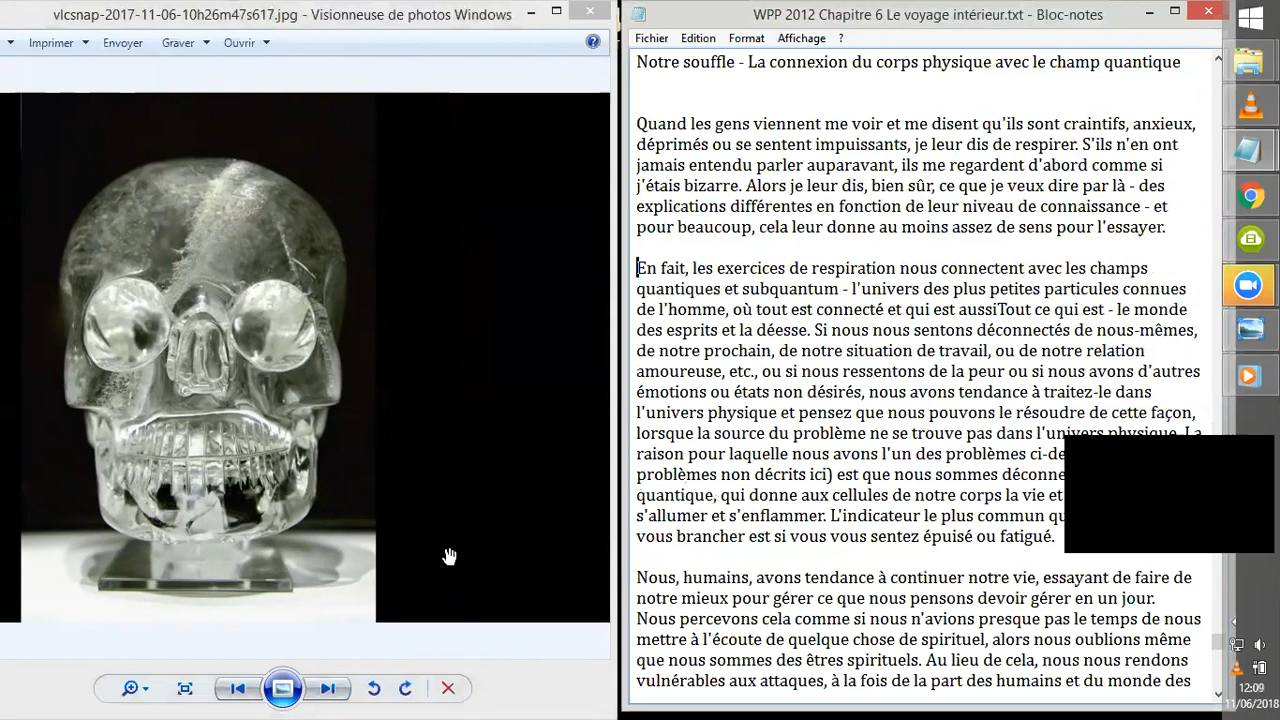 vlcsnap-2017-11-06-10h26m47s617.jpg - Visionneuse de photos Windows
Imprimer Envoyer Graver Ouvrir
WPP 2012 Chapitre 6 Le voyage intérieur.txt - Bloc-notes
Fichier Edition Format Affichage ?
Notre souffle - La connexion du corps physique avec le champ quantique
Quand les gens viennent me voir et me disent qu'ils sont craintifs, anxieux,
déprimés ou se sentent impuissants, je leur dis de respirer. S'ils n'en ont
jamais entendu parler auparavant, ils me regardent d'abord comme si
j'étais bizarre. Alors je leur dis, bien sûr, ce que je veux dire par là - des
explications différentes en fonction de leur niveau de connaissance - et
pour beaucoup, cela leur donne au moins assez de sens pour l'essayer.
En fait, les exercices de respiration nous connectent avec les champs
quantiques et subquantum - l'univers des plus petites particules connues
de l'homme, où tout est connecté et qui est aussiTout ce qui est - le monde
des esprits et la déesse. Si nous nous sentons déconnectés de nous-mêmes,
de notre prochain, de notre situation de travail, ou de notre relation
amoureuse, etc., ou si nous ressentons de la peur ou si nous avons d'autres
émotions ou états non désirés, nous avons tendance à traitez-le dans
l'univers physique et pensez que nous pouvons le résoudre de cette façon,
lorsque la source du problème ne se trouve pas dans l'univers physique. La
raison pour laquelle nous avons l'un des problèmes ci-de
problèmes non décrits ici) est que nous sommes déconne
quantique, qui donne aux cellules de notre corps la vie et
s'allumer et s'enflammer. L'indicateur le plus commun qu
vous brancher est si vous vous sentez épuisé ou fatigué.
Nous, humains, avons tendance à continuer notre vie, essayant de faire de
notre mieux pour gérer ce que nous pensons devoir gérer en un jour.
Nous percevons cela comme si nous n'avions presque pas le temps de nous
mettre à l'écoute de quelque chose de spirituel, alors nous oublions même
que nous sommes des êtres spirituels. Au lieu de cela, nous nous rendons
vulnérables aux attaques, à la fois de la part des humains et du monde des
12:09
11/06/2018